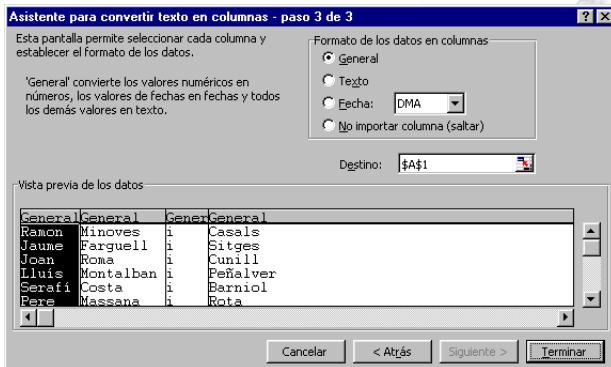 Asistente para convertir texto en columnas - paso 3 de 3
Esta pantalla permite seleccionar cada columna y
establecer el formato de los datos.
'General' convierte los valores numéricos en
números, los valores de fechas en fechas y todos
los demás valores en texto.
Formato de los datos en columnas
General
Texto
Fecha: DMA
No importar columna (saltar)
Destino: $A$1
Vista previa de los datos
General General Gener General
Ramon Minoves i Casals
Jaume Farguell i Sitges
Joan Roma i Cunill
Lluís Montalban i Peñalver
Serafí Costa i Barniol
Pere Massana i Rota
Cancelar < Atrás Siguiente > Terminar